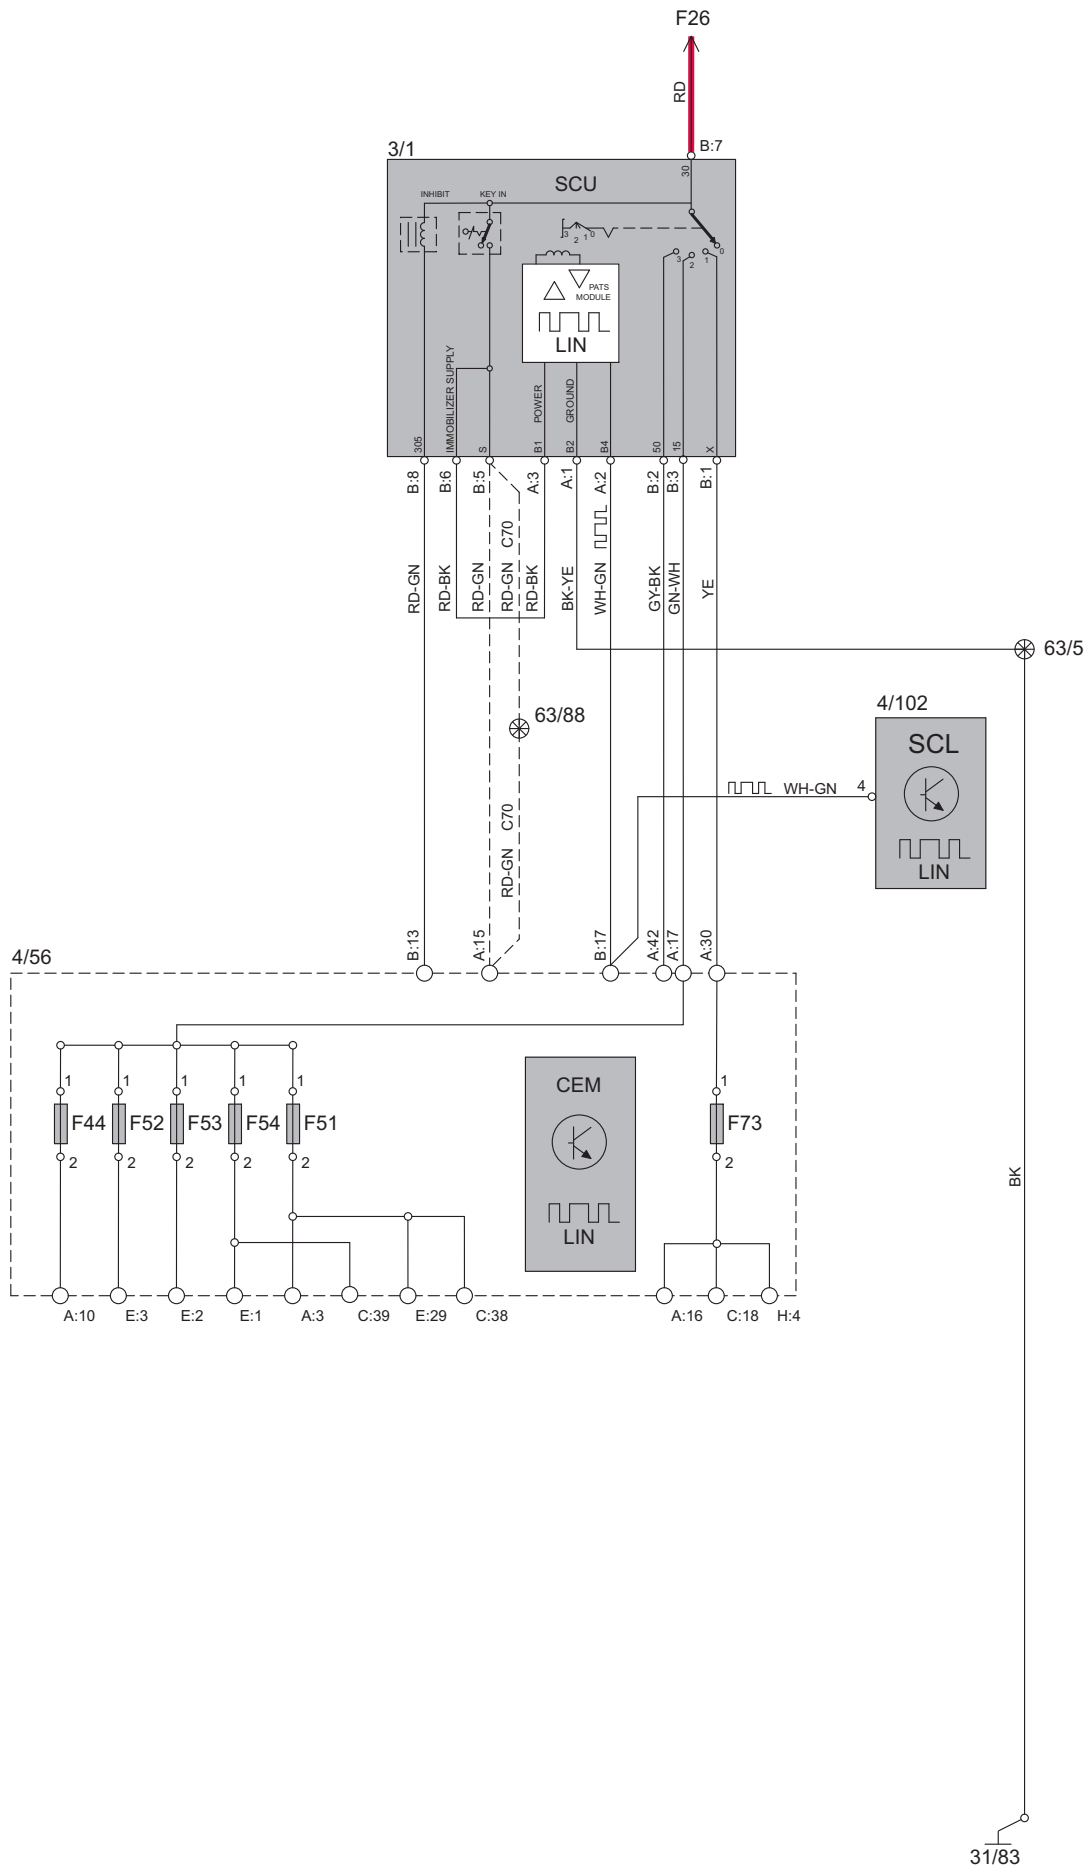 F26
RD
B:7
3/1
30
SCU
INHIBIT
KEY IN
3
2
1
0
0
3
2
1
PATS
MODULE
LIN
IMMOBILIZER SUPPLY
POWER
GROUND
305
S
B1
B2
B4
50
15
X
B:8
B:6
B:5
A:3
A:1
A:2
B:2
B:3
B:1
C70
RD-GN
RD-BK
RD-GN
RD-GN
RD-BK
BK-YE
WH-GN
GY-BK
GN-WH
YE
63/5
4/102
63/88
SCL
WH-GN
4
LIN
C70
RD-GN
4/56
B:13
A:15
B:17
A:42
A:17
A:30
1
1
1
1
1
1
CEM
F44
F52
F53
F54
F51
F73
2
2
2
2
2
2
BK
LIN
A:10
E:3
E:2
E:1
A:3
C:39
E:29
C:38
A:16
C:18
H:4
31/83